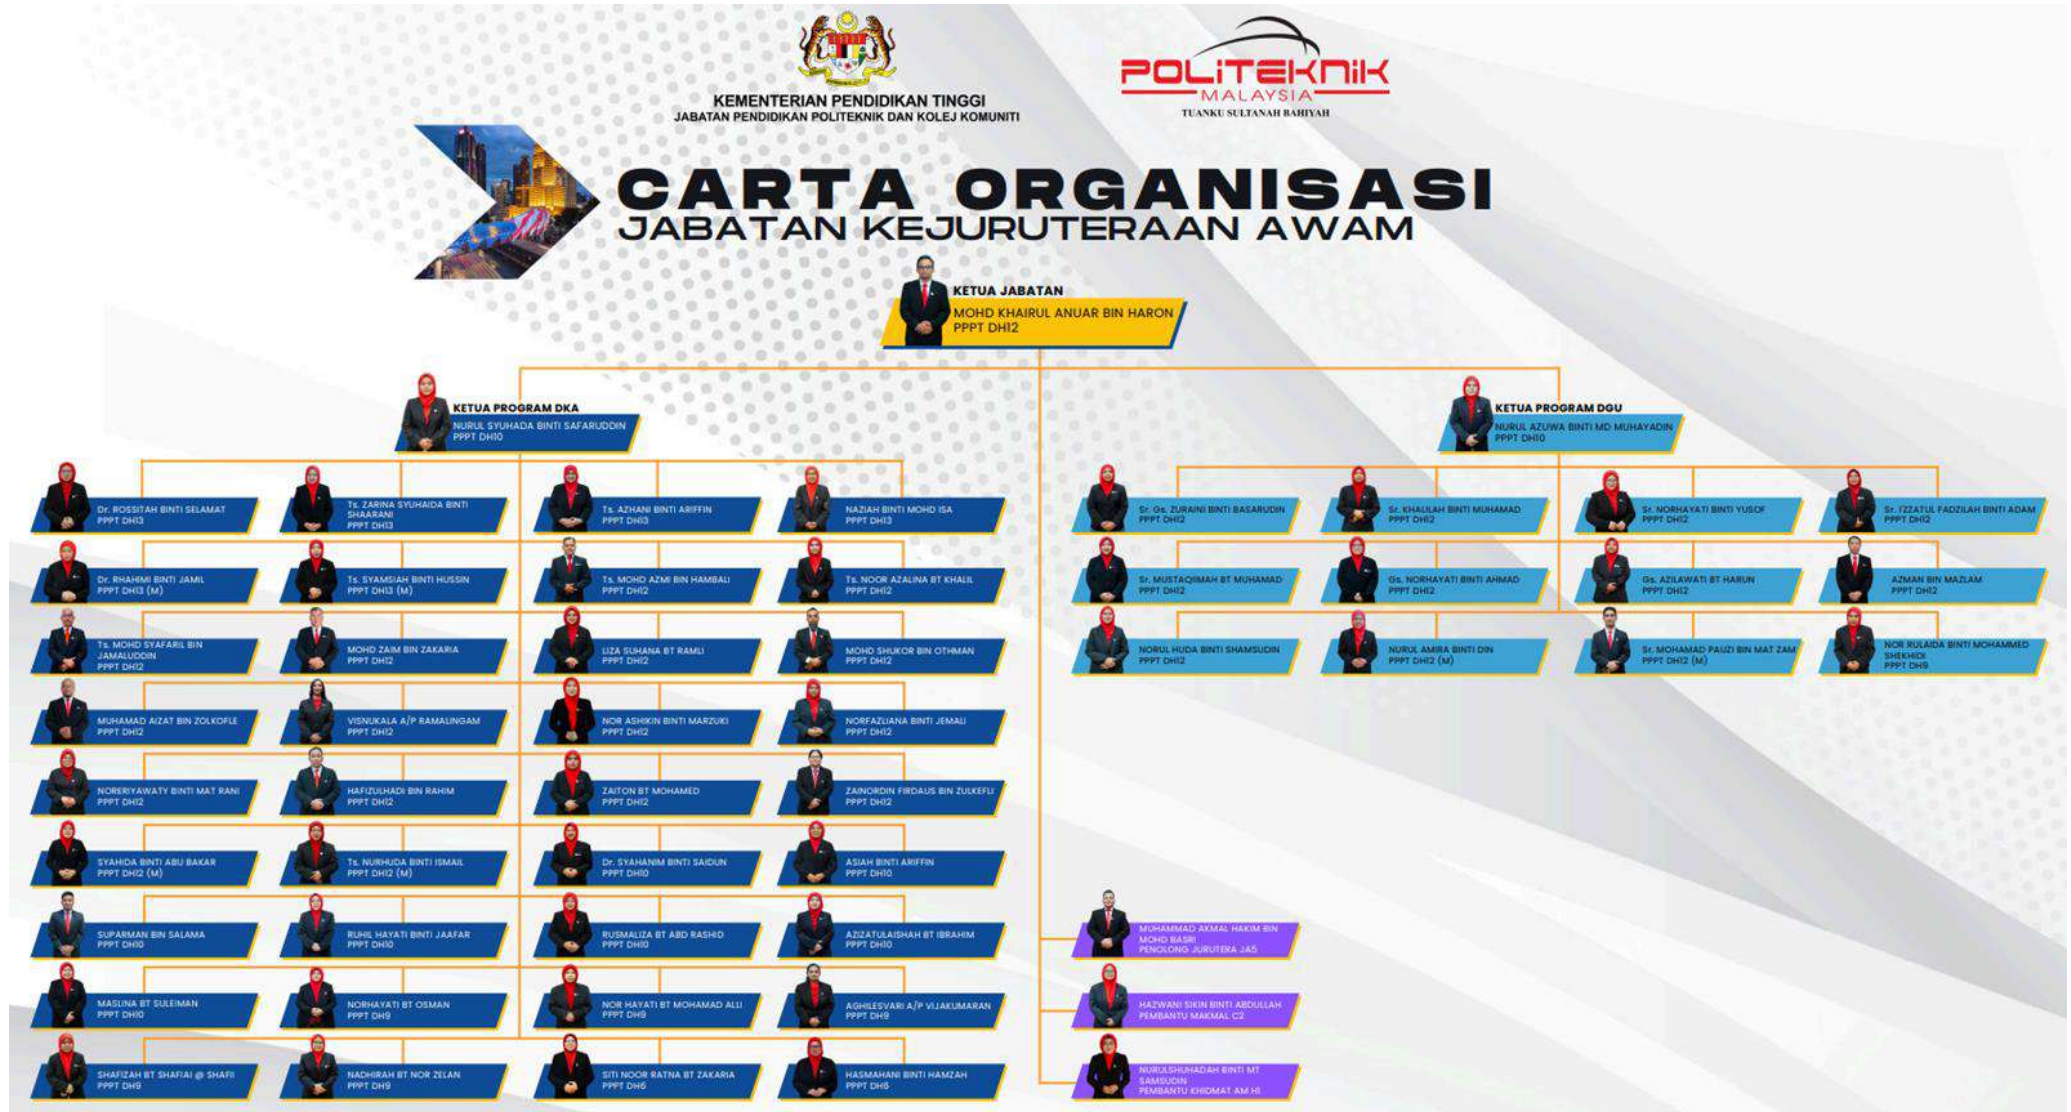 KEMENTERIAN PENDIDIKAN TINGGI
JABATAN PENDIDIKAN POLITEKNIK DAN KOLEJ KOMUNITI
POLiTEKNiK
MALAYSIA
TUANKU SULTANAH BAHIYAH
CARTA ORGANISASI
JABATAN KEJURUTERAAN AWAM
KETUA JABATAN
MOHD KHAIRUL ANUAR BIN HARON
PPPT DH12
KETUA PROGRAM DKA
NURUL SYUHADA BINTI SAFARUDDIN
PPPT DH10
Dr. ROSSITAH BINTI SELAMAT
PPPT DH13
Ts. ZARINA SYUHAIDA BINTI
SHAARANI
PPPT DH13
Ts. AZHANI BINTI ARIFFIN
PPPT DH13
NAZIAH BINTI MOHD ISA
PPPT DH13
Dr. RHAHIMI BINTI JAMIL
PPPT DH13 (M)
Ts. SYAMSIAH BINTI HUSSIN
PPPT DH13 (M)
Ts. MOHD AZMI BIN HAMBALI
PPPT DH12
Ts. NOOR AZALINA BT KHALIL
PPPT DH12
Ts. MOHD SYAFARIL BIN
JAMALUDDIN
PPPT DH12
MOHD ZAIM BIN ZAKARIA
PPPT DH12
LIZA SUHANA BT RAMLI
PPPT DH12
MOHD SHUKOR BIN OTHMAN
PPPT DH12
MUHAMAD AIZAT BIN ZOLKOFLE
PPPT DH12
VISNUKALA A/P RAMALINGAM
PPPT DH12
NOR ASHIKIN BINTI MARZUKI
PPPT DH12
NORFAZLIANA BINTI JEMALI
PPPT DH12
NORERIYAWATY BINTI MAT RANI
PPPT DH12
HAFIZULHADI BIN RAHIM
PPPT DH12
ZAITON BT MOHAMED
PPPT DH12
ZAINORDIN FIRDAUS BIN ZULKEFLI
PPPT DH12
SYAHIDA BINTI ABU BAKAR
PPPT DH12 (M)
Ts. NURHUDA BINTI ISMAIL
PPPT DH12 (M)
Dr. SYAHANIM BINTI SAIDUN
PPPT DH10
ASIAH BINTI ARIFFIN
PPPT DH10
SUPARMAN BIN SALAMA
PPPT DH10
RUHIL HAYATI BINTI JAAFAR
PPPT DH10
RUSMALIZA BT ABD RASHID
PPPT DH10
AZIZATULAISHAH BT IBRAHIM
PPPT DH10
MASLINA BT SULEIMAN
PPPT DH10
NORHAYATI BT OSMAN
PPPT DH9
NOR HAYATI BT MOHAMAD ALLI
PPPT DH9
AGHILESVARI A/P VIJAKUMARAN
PPPT DH9
SHAFIZAH BT SHAFIAI @ SHAFII
PPPT DH9
NADHIRAH BT NOR ZELAN
PPPT DH9
SITI NOOR RATNA BT ZAKARIA
PPPT DH6
HASMAHANI BINTI HAMZAH
PPPT DH6
KETUA PROGRAM DGU
NURUL AZUWA BINTI MD MUHAYADIN
PPPT DH10
Sr. Gs. ZURAINI BINTI BASARUDIN
PPPT DH12
Sr. KHALILAH BINTI MUHAMAD
PPPT DH12
Sr. NORHAYATI BINTI YUSOF
PPPT DH12
Sr. I'ZZATUL FADZILAH BINTI ADAM
PPPT DH12
Sr. MUSTAQIIMAH BT MUHAMAD
PPPT DH12
Gs. NORHAYATI BINTI AHMAD
PPPT DH12
Gs. AZILAWATI BT HARUN
PPPT DH12
AZMAN BIN MAZLAM
PPPT DH12
NORUL HUDA BINTI SHAMSUDIN
PPPT DH12
NURUL AMIRA BINTI DIN
PPPT DH12 (M)
Sr. MOHAMAD PAUZI BIN MAT ZAM
PPPT DH12 (M)
NOR RULAIDA BINTI MOHAMMED
SHEKHIDI
PPPT DH9
MUHAMMAD AKMAL HAKIM BIN
MOHD BASRI
PENOLONG JURUTERA JA5
HAZWANI SIKIN BINTI ABDULLAH
PEMBANTU MAKMAL C2
NURULSHUHADAH BINTI MT
SAMSUDIN
PEMBANTU KHIDMAT AM H1